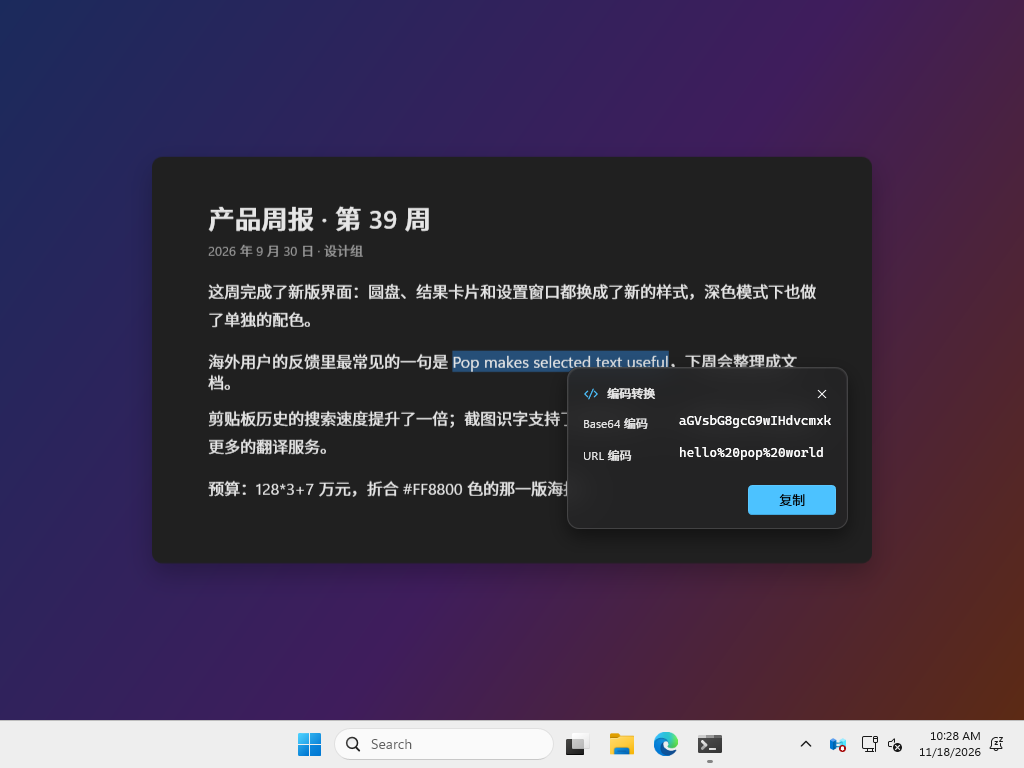 产品周报 · 第 39 周
2026 年 9 月 30 日 · 设计组
这周完成了新版界面：圆盘、结果卡片和设置窗口都换成了新的样式，深色模式下也做
了单独的配色。
海外用户的反馈里最常见的一句是 Pop makes selected text useful，下周会整理成文
档。
剪贴板历史的搜索速度提升了一倍；截图识字支持
更多的翻译服务。
预算：128*3+7 万元，折合 #FF8800 色的那一版海
编码转换
Base64 编码
aGVsbG8gcG9wIHdvcmxk
URL 编码
hello%20pop%20world
复制
Search
10:28 AM
11/18/2026